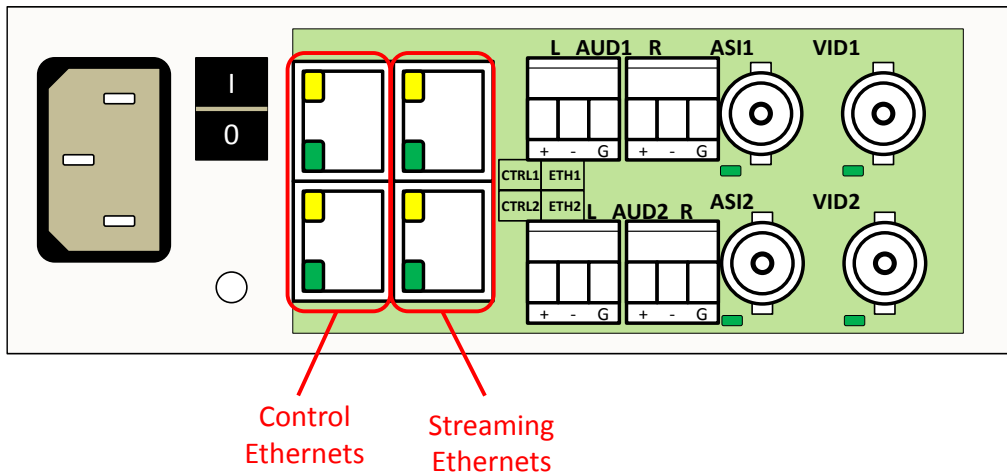 L AUD1 R ASI1 VID1
I
0
+ - G + - G
CTRL1 ETH1
CTRL2 ETH2
L AUD2 R ASI2 VID2
+ - G + - G
Control
Ethernets
Streaming
Ethernets